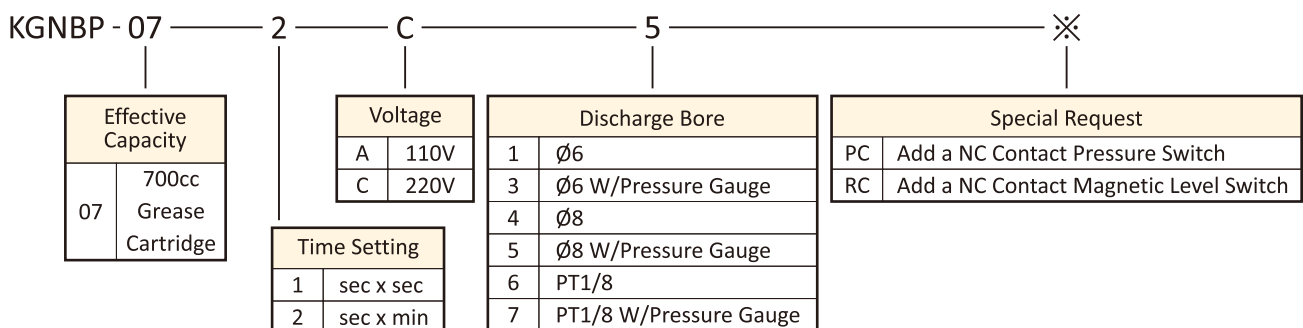 KGNBP - 07 2 C 5 ※
Effective
Capacity
07 700cc
Grease
Cartridge
Time Setting
1 sec x sec
2 sec x min
Voltage
A 110V
C 220V
Discharge Bore
1 Ø6
3 Ø6 W/Pressure Gauge
4 Ø8
5 Ø8 W/Pressure Gauge
6 PT1/8
7 PT1/8 W/Pressure Gauge
Special Request
PC Add a NC Contact Pressure Switch
RC Add a NC Contact Magnetic Level Switch